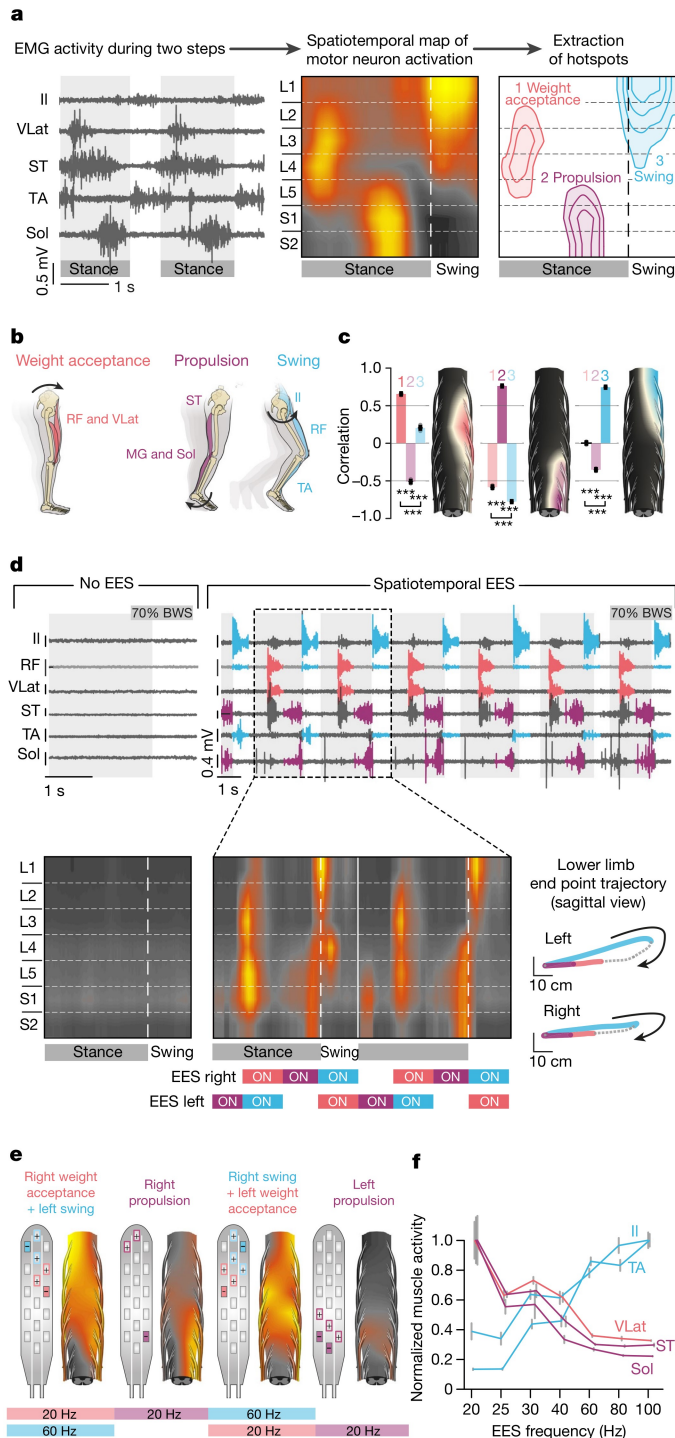 a
EMG activity during two steps
Spatiotemporal map of
motor neuron activation
Extraction
of hotspots
Il
VLat
ST
TA
Sol
0.5 mV
Stance
Stance
1 s
L1
L2
L3
L4
L5
S1
S2
Stance
Swing
1 Weight
acceptance
2 Propulsion
3
Swing
Stance
Swing
b
Weight acceptance
Propulsion
Swing
RF and VLat
ST
MG and Sol
Il
RF
TA
c
Correlation
1.0
0.5
0
−0.5
−1.0
1 2 3
*** ***
***
1 2 3
*** ***
***
1 2 3
*** ***
***
d
No EES
Spatiotemporal EES
70% BWS
70% BWS
Il
RF
VLat
ST
TA
Sol
1 s
0.4 mV
1 s
L1
L2
L3
L4
L5
S1
S2
Stance
Swing
Stance
Swing
EES right
ON
ON
ON
ON
ON
ON
EES left
ON
ON
ON
ON
ON
ON
Lower limb
end point trajectory
(sagittal view)
Left
10 cm
Right
10 cm
e
Right weight
acceptance
+ left swing
Right
propulsion
Right swing
+ left weight
acceptance
Left
propulsion
20 Hz
20 Hz
60 Hz
60 Hz
20 Hz
20 Hz
f
Normalized muscle activity
1.0
0.8
0.6
0.4
0.2
0
20
25
30
40
60
80
100
EES frequency (Hz)
Il
TA
VLat
ST
Sol